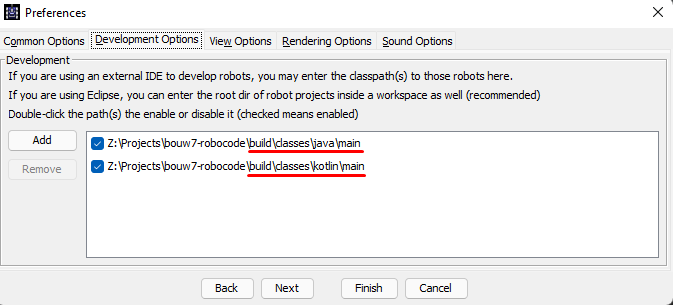 Preferences
Common Options Development Options View Options Rendering Options Sound Options
Development
If you are using an external IDE to develop robots, you may enter the classpath(s) to those robots here.
If you are using Eclipse, you can enter the root dir of robot projects inside a workspace as well (recommended)
Double-click the path(s) the enable or disable it (checked means enabled)
Add
Remove
Z:\Projects\bouw7-robocode\build\classes\java\main
Z:\Projects\bouw7-robocode\build\classes\kotlin\main
Back Next Finish Cancel